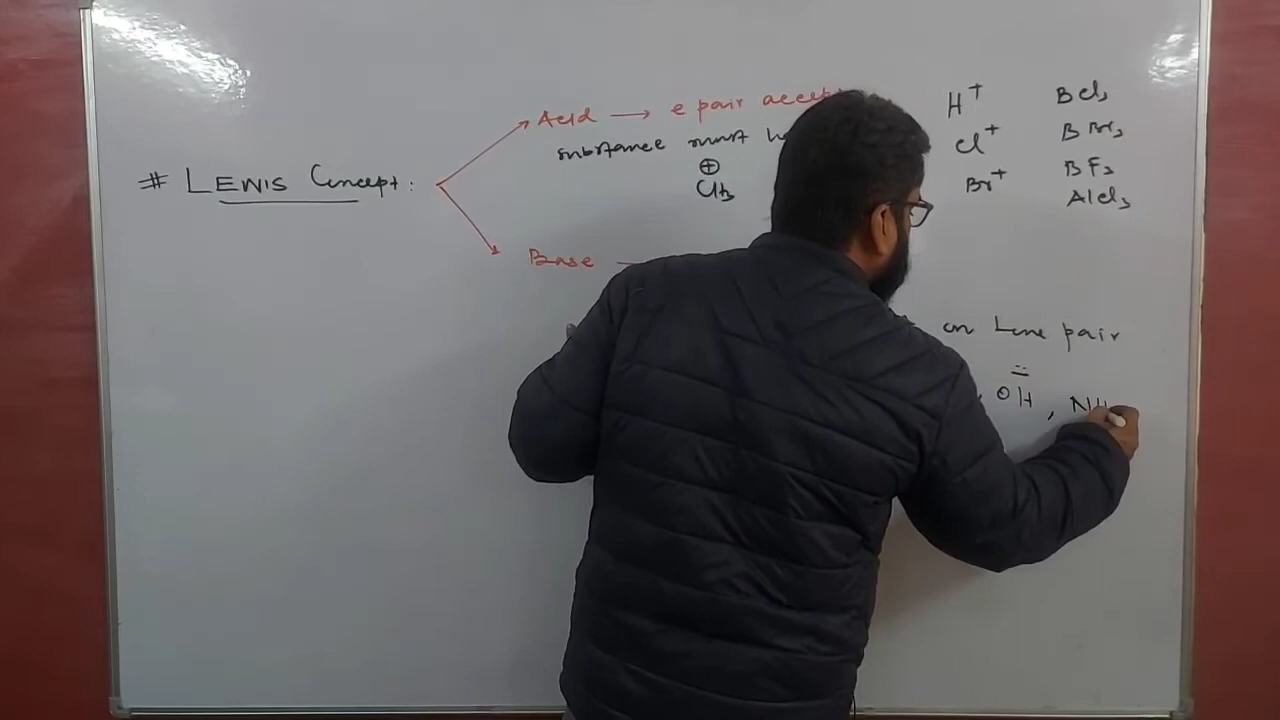 # LEWIS Concept :
Acid → e pair accept
substance must
⊕
CH3
H+
Cl+
Br+
BCl3
BBr3
BF3
AlCl3
Base
on Lone pair
, OH , NH